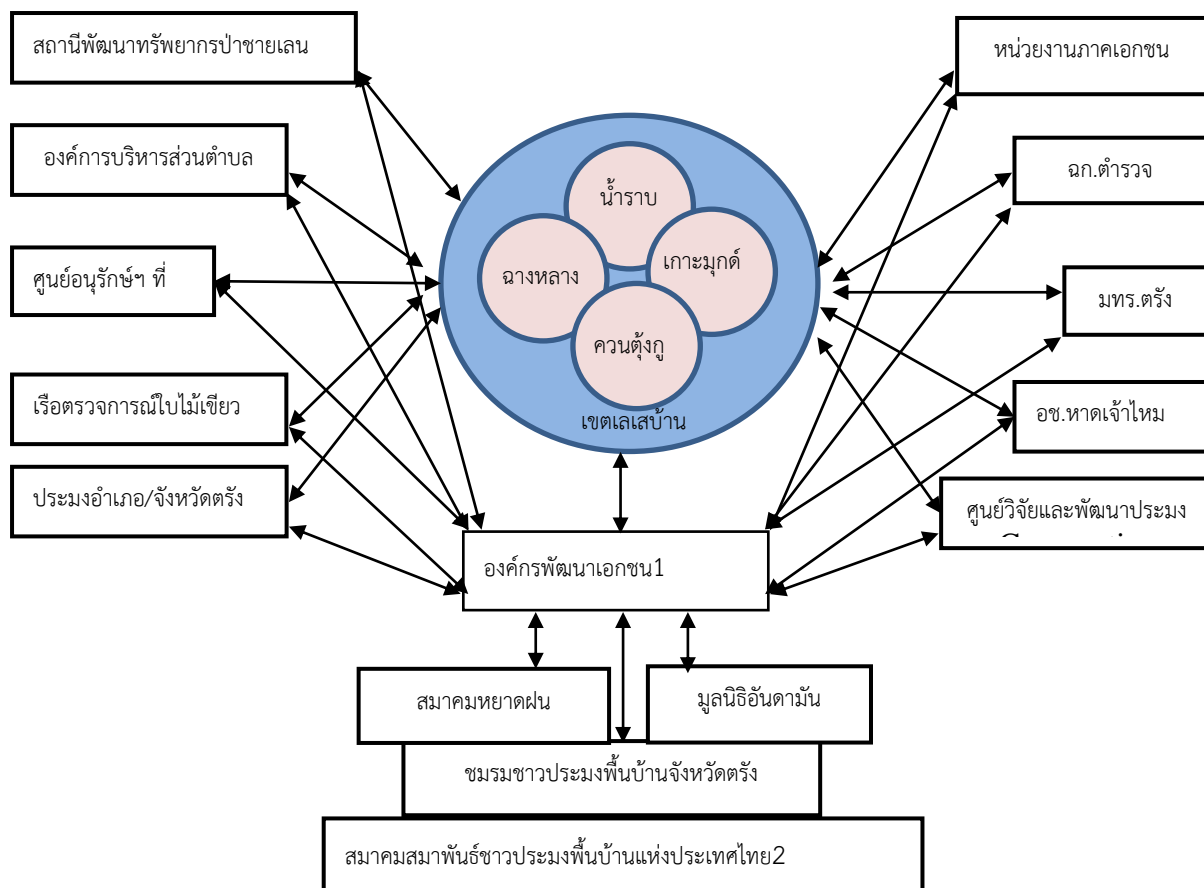 สถานีพัฒนาทรัพยากรป่าชายเลน
หน่วยงานภาคเอกชน
องค์การบริหารส่วนตำบล
ฉก.ตำรวจ
น้ำราบ
เกาะมุกด์
ฉางหลาง
ศูนย์อนุรักษ์ฯ ที่
มทร.ตรัง
ควนตุ้งกู
เรือตรวจการณ์ใบไม้เขียว
เขตเลเสบ้าน
อช.หาดเจ้าไหม
ประมงอำเภอ/จังหวัดตรัง
ศูนย์วิจัยและพัฒนาประมง
องค์กรพัฒนาเอกชน1
สมาคมหยาดฝน
มูลนิธิอันดามัน
ชมรมชาวประมงพื้นบ้านจังหวัดตรัง
สมาคมสมาพันธ์ชาวประมงพื้นบ้านแห่งประเทศไทย2